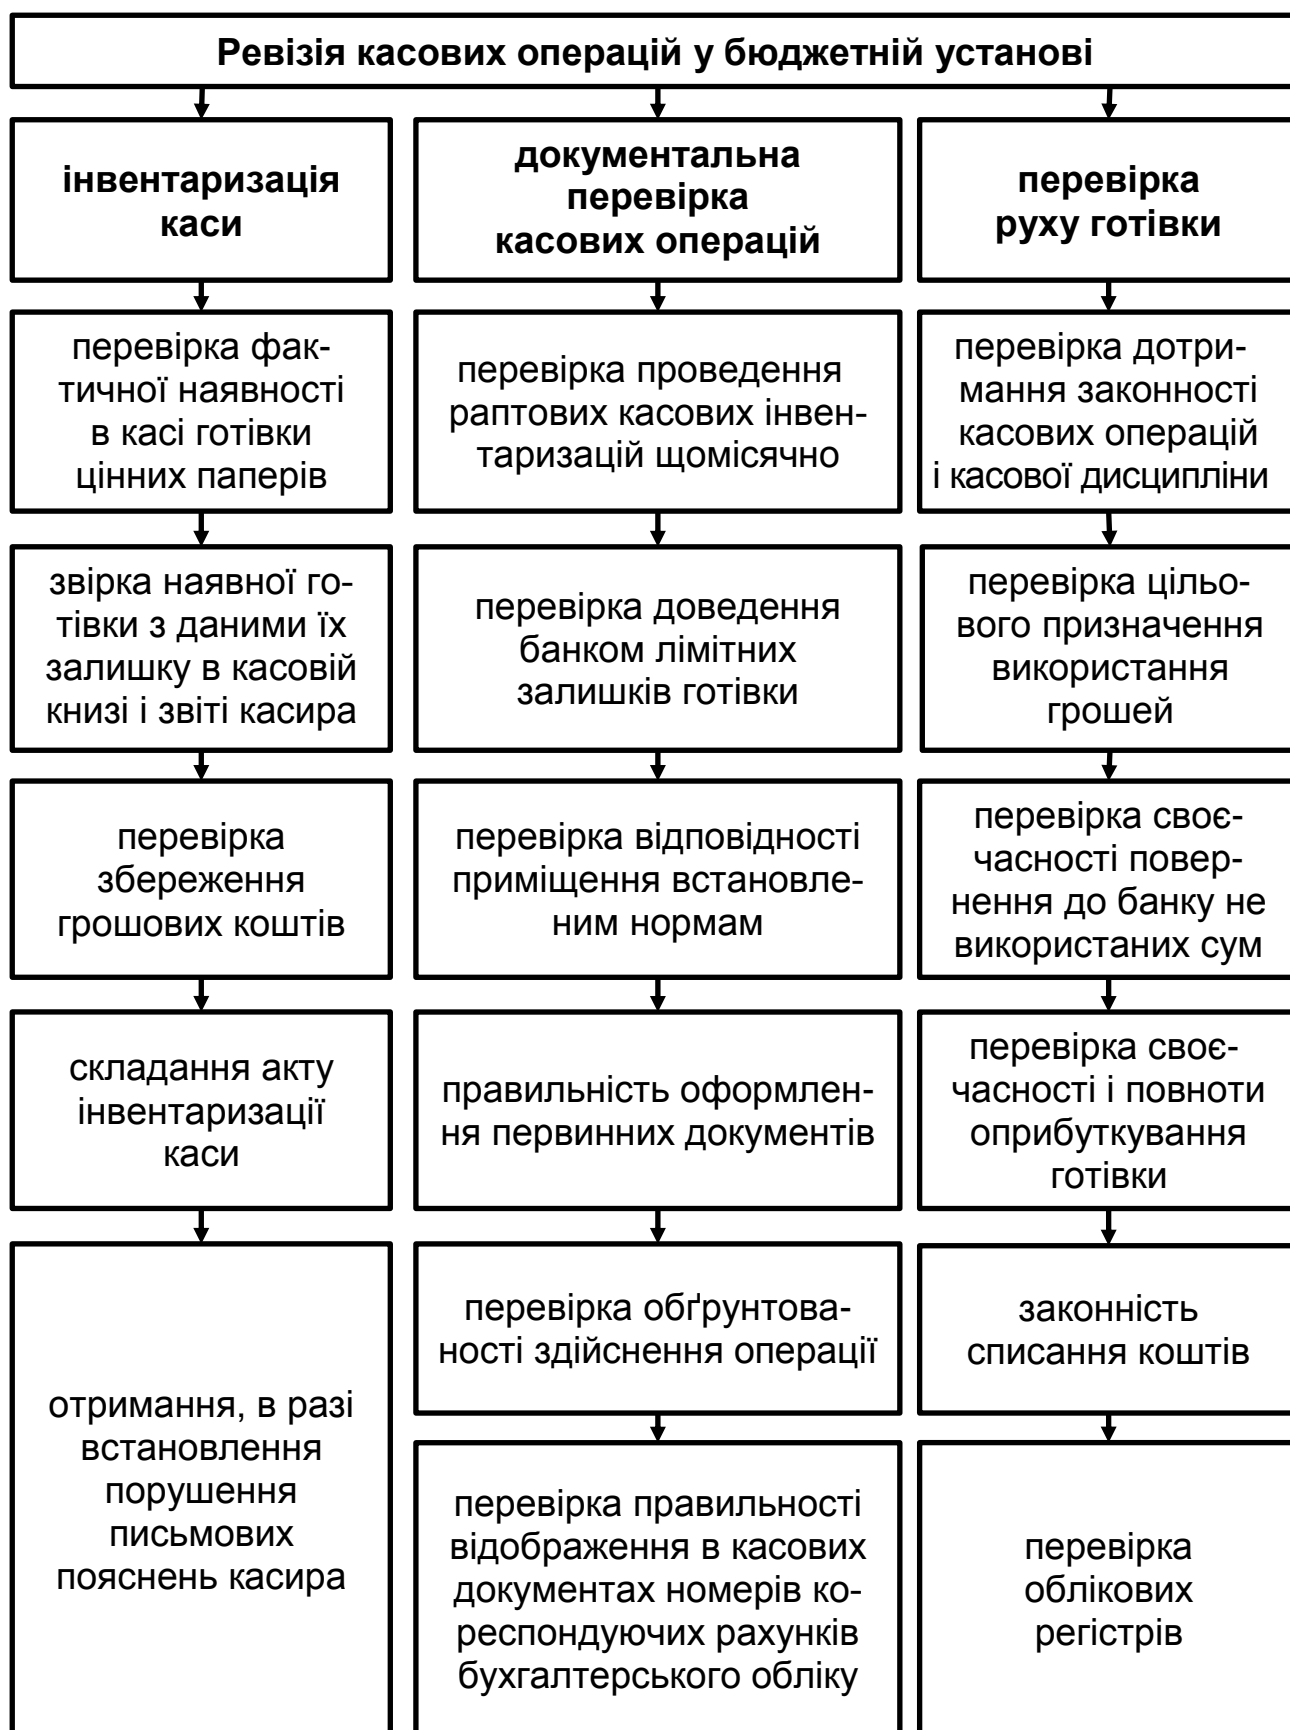 Ревізія касових операцій у бюджетній установі
інвентаризація
каси
перевірка фак-
тичної наявності
в касі готівки
цінних паперів
звірка наявної го-
тівки з даними їх
залишку в касовій
книзі і звіті касира
перевірка
збереження
грошових коштів
складання акту
інвентаризації
каси
отримання, в разі
встановлення
порушення
письмових
пояснень касира
документальна
перевірка
касових операцій
перевірка проведення
раптових касових інвен-
таризацій щомісячно
перевірка доведення
банком лімітних
залишків готівки
перевірка відповідності
приміщення встановле-
ним нормам
правильність оформлен-
ня первинних документів
перевірка обґрунтова-
ності здійснення операції
перевірка правильності
відображення в касових
документах номерів ко-
респондуючих рахунків
бухгалтерського обліку
перевірка
руху готівки
перевірка дотри-
мання законності
касових операцій
і касової дисципліни
перевірка цільо-
вого призначення
використання
грошей
перевірка своє-
часності повер-
нення до банку не
використаних сум
перевірка своє-
часності і повноти
оприбуткування
готівки
законність
списання коштів
перевірка
облікових
регістрів